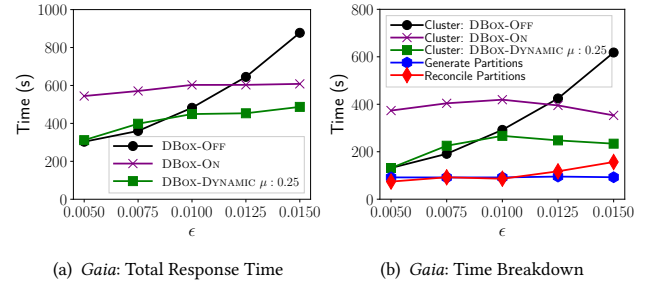 1000
800
600
400
200
0
Time (s)
DBox-Off
DBox-On
DBox-Dynamic μ : 0.25
0.0050 0.0075 0.0100 0.0125 0.0150
ϵ
(a) Gaia: Total Response Time
800
600
400
200
0
Time (s)
Cluster: DBox-Off
Cluster: DBox-On
Cluster: DBox-Dynamic μ : 0.25
Generate Partitions
Reconcile Partitions
0.0050 0.0075 0.0100 0.0125 0.0150
ϵ
(b) Gaia: Time Breakdown